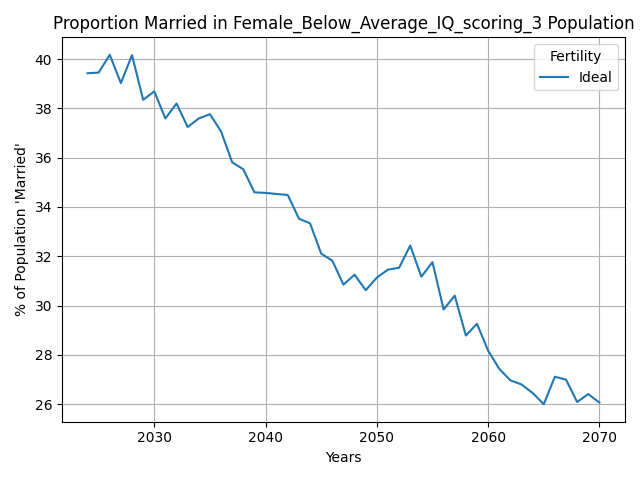 Proportion Married in Female_Below_Average_IQ_scoring_3 Population
Fertility
Ideal
% of Population 'Married'
40
38
36
34
32
30
28
26
2030 2040 2050 2060 2070
Years